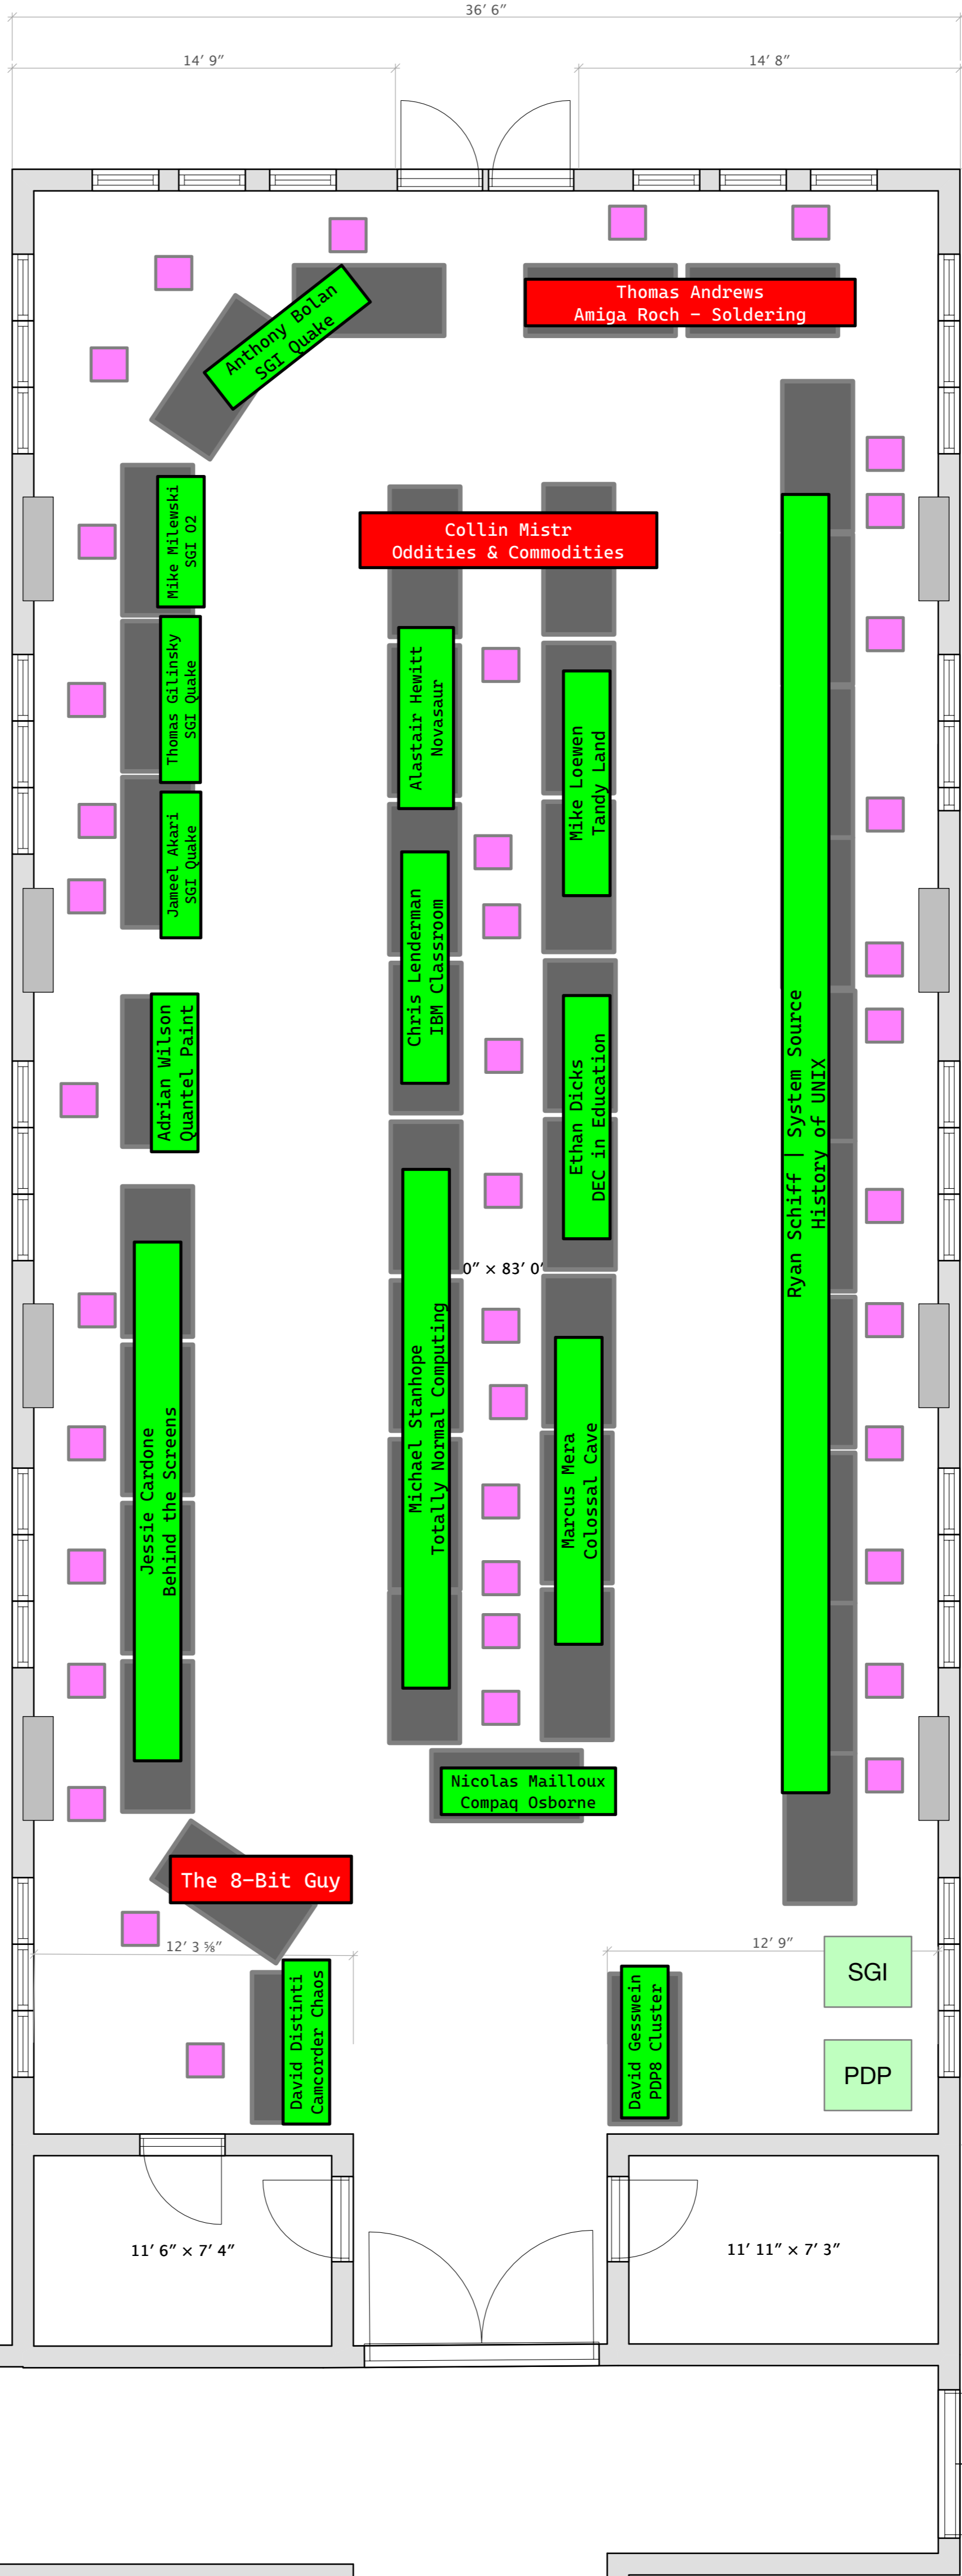 36′ 6″
14′ 9″
14′ 8″
Anthony Bolan
SGI Quake
Thomas Andrews
Amiga Roch - Soldering
Mike Milewski
SGI O2
Collin Mistr
Oddities & Commodities
Thomas Gilinsky
SGI Quake
Alastair Hewitt
Novasaur
Mike Loewen
Tandy Land
Jameel Akari
SGI Quake
Chris Lenderman
IBM Classroom
Adrian Wilson
Quantel Paint
Ethan Dicks
DEC in Education
Ryan Schiff | System Source
History of UNIX
0″ × 83′ 0″
Jessie Cardone
Behind the Screens
Michael Stanhope
Totally Normal Computing
Marcus Mera
Colossal Cave
Nicolas Mailloux
Compaq Osborne
The 8-Bit Guy
12′ 3 ⅝″
12′ 9″
SGI
David Distinti
Camcorder Chaos
David Gesswein
PDP8 Cluster
PDP
11′ 6″ × 7′ 4″
11′ 11″ × 7′ 3″